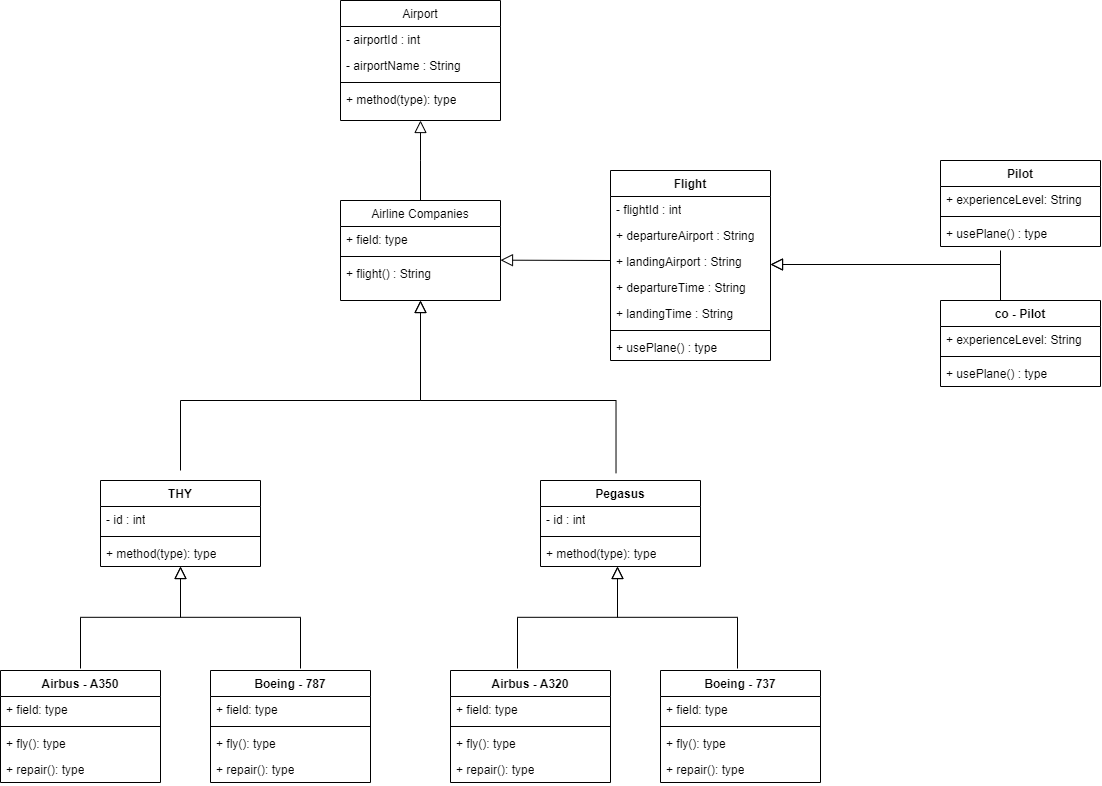 Airport
- airportId : int
- airportName : String
+ method(type): type
Airline Companies
+ field: type
+ flight() : String
Flight
- flightId : int
+ departureAirport : String
+ landingAirport : String
+ departureTime : String
+ landingTime : String
+ usePlane() : type
Pilot
+ experienceLevel: String
+ usePlane() : type
co - Pilot
+ experienceLevel: String
+ usePlane() : type
THY
- id : int
+ method(type): type
Pegasus
- id : int
+ method(type): type
Airbus - A350
+ field: type
+ fly(): type
+ repair(): type
Boeing - 787
+ field: type
+ fly(): type
+ repair(): type
Airbus - A320
+ field: type
+ fly(): type
+ repair(): type
Boeing - 737
+ field: type
+ fly(): type
+ repair(): type